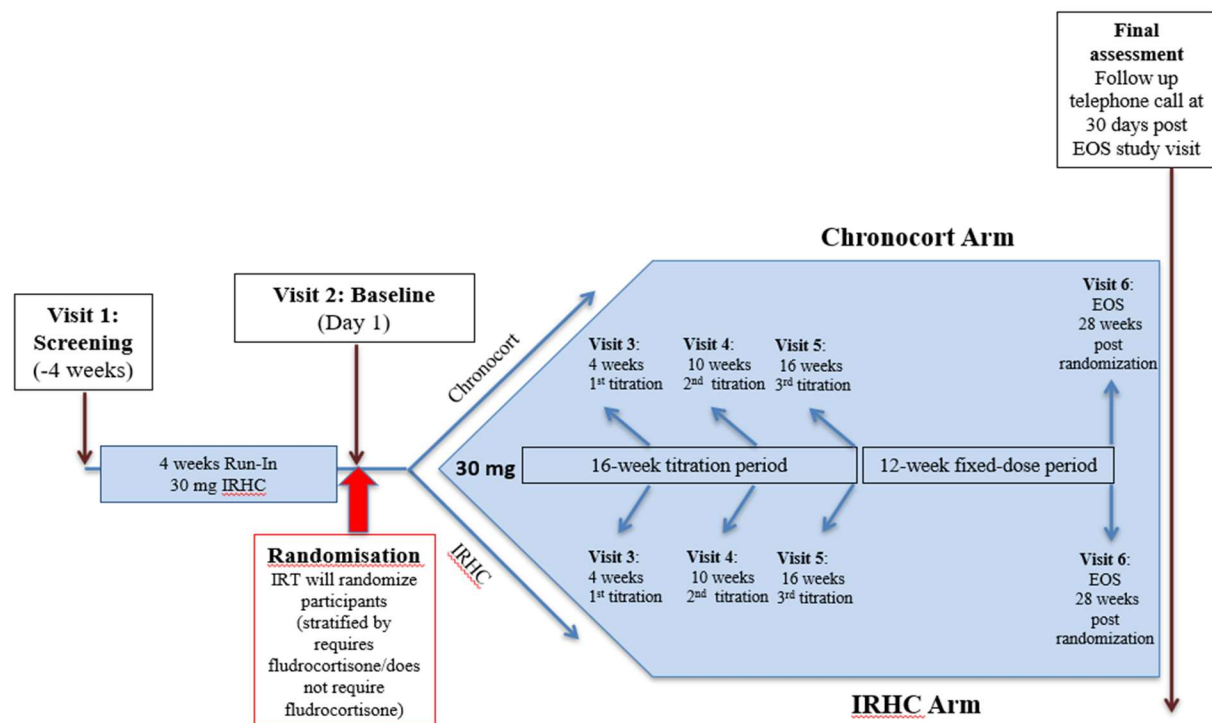 Final
assessment
Follow up
telephone call at
30 days post
EOS study visit
Chronocort Arm
Visit 1:
Screening
(-4 weeks)
Visit 2: Baseline
(Day 1)
Chronocort
Visit 3:
4 weeks
1st titration
Visit 4:
10 weeks
2nd titration
Visit 5:
16 weeks
3rd titration
Visit 6:
EOS
28 weeks
post
randomization
4 weeks Run-In
30 mg IRHC
30 mg
16-week titration period
12-week fixed-dose period
Randomisation
IRT will randomize
participants
(stratified by
requires
fludrocortisone/does
not require
fludrocortisone)
IRHC
Visit 3:
4 weeks
1st titration
Visit 4:
10 weeks
2nd titration
Visit 5:
16 weeks
3rd titration
Visit 6:
EOS
28 weeks
post
randomization
IRHC Arm